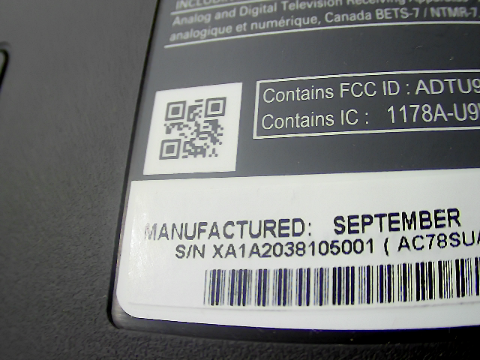 Analog and Digital Television Receiving Apparatus
analogique et numérique, Canada BETS-7 / NTMR-7
Contains FCC ID : ADTU9
Contains IC : 1178A-U9
MANUFACTURED: SEPTEMBER
S/N XA1A2038105001 ( AC78SUA